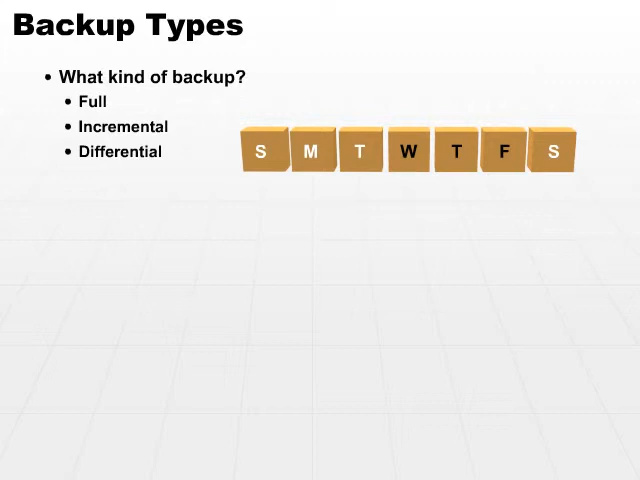 Backup Types
• What kind of backup?
• Full
• Incremental
• Differential
S M T W T F S